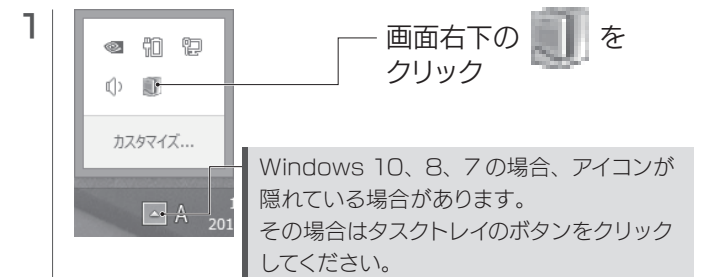 1
画面右下の を
クリック
カスタマイズ...
Windows 10、8、7の場合、アイコンが
隠れている場合があります。
その場合はタスクトレイのボタンをクリック
してください。
A
1
201